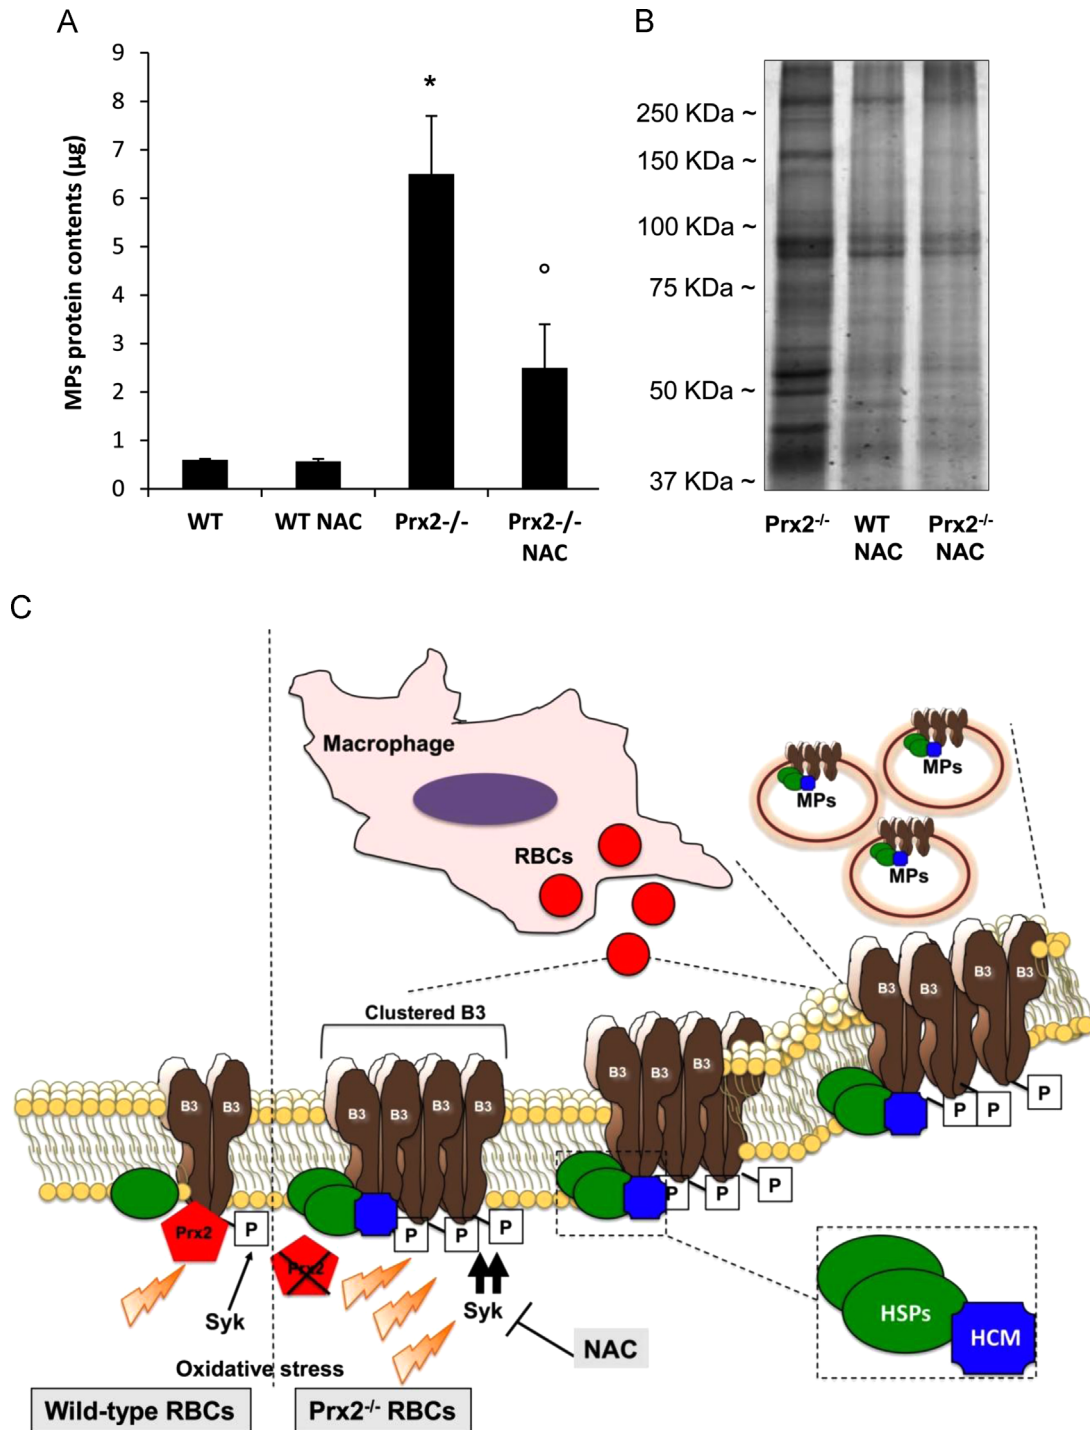 A
9
8
7
6
5
4
3
2
1
0
MPs protein contents (µg)
*
°
WT
WT NAC
Prx2-/-
Prx2-/-
NAC
B
250 KDa ~
150 KDa ~
100 KDa ~
75 KDa ~
50 KDa ~
37 KDa ~
Prx2-/-
WT
NAC
Prx2-/-
NAC
C
Macrophage
RBCs
MPs
MPs
MPs
Clustered B3
B3
B3
B3
B3
B3
B3
B3
B3
B3
B3
B3
B3
B3
P
P
P
P
P
P
P
P
P
P
Prx2
Prx2
Syk
Syk
NAC
HSPs
HCM
Oxidative stress
Wild-type RBCs
Prx2-/- RBCs